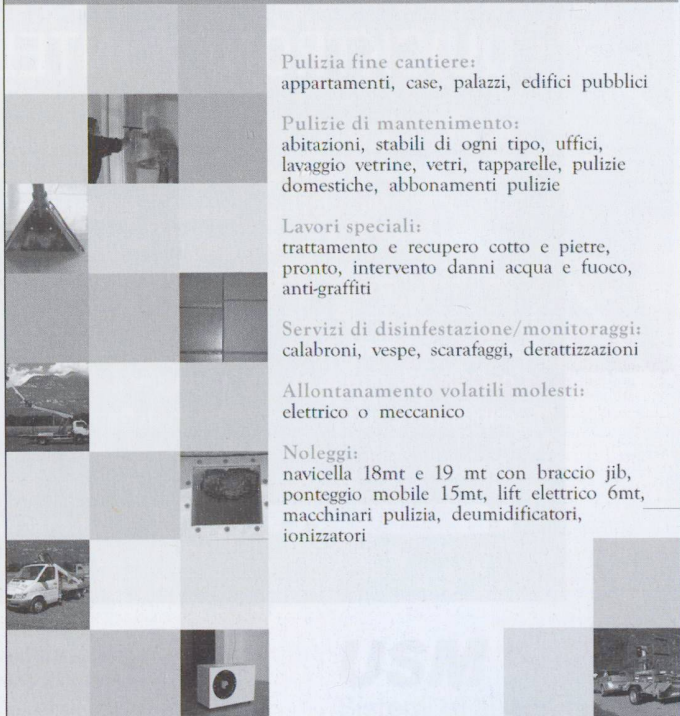 Pulizia fine cantiere:
appartamenti, case, palazzi, edifici pubblici
Pulizie di mantenimento:
abitazioni, stabili di ogni tipo, uffici,
lavaggio vetrine, vetri, tapparelle, pulizie
domestiche, abbonamenti pulizie
Lavori speciali:
trattamento e recupero cotto e pietre,
pronto, intervento danni acqua e fuoco,
anti-graffiti
Servizi di disinfestazione/monitoraggi:
calabroni, vespe, scarafaggi, derattizzazioni
Allontanamento volatili molesti:
elettrico o meccanico
Noleggi:
navicella 18mt e 19 mt con braccio jib,
ponteggio mobile 15mt, lift elettrico 6mt,
macchinari pulizia, deumidificatori,
ionizzatori